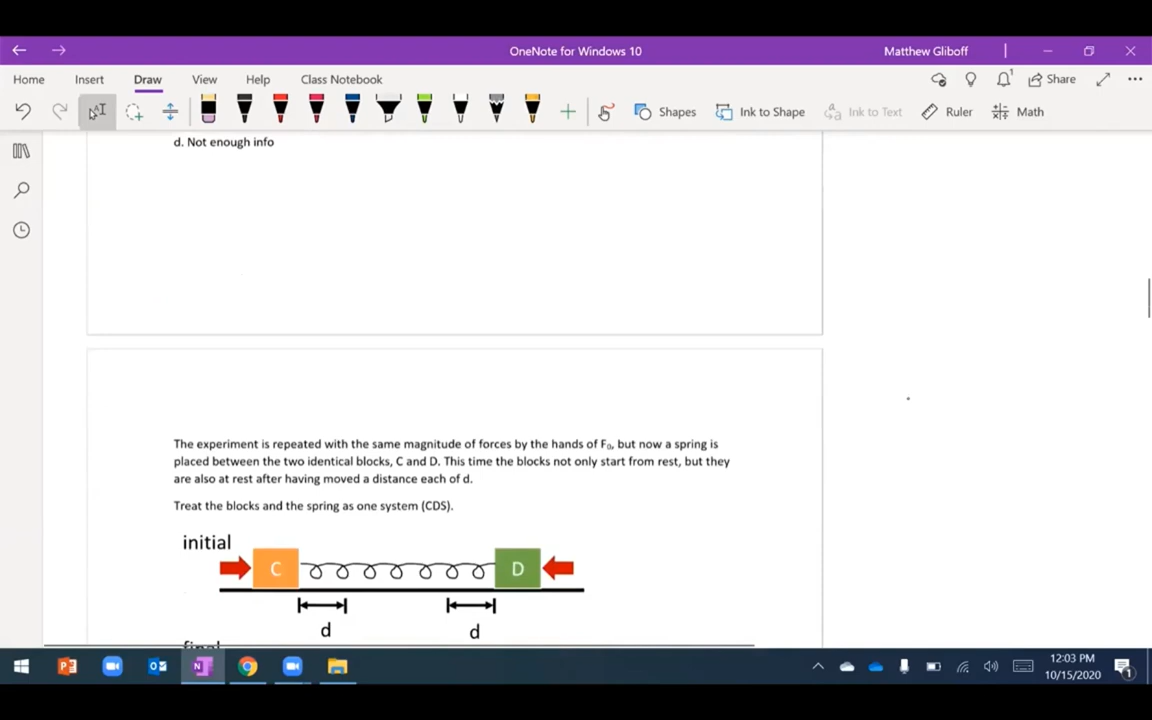 OneNote for Windows 10
Matthew Gliboff
Home Insert Draw View Help Class Notebook
Share
Shapes Ink to Shape Ink to Text Ruler Math
d. Not enough info
The experiment is repeated with the same magnitude of forces by the hands of F₀, but now a spring is
placed between the two identical blocks, C and D. This time the blocks not only start from rest, but they
are also at rest after having moved a distance each of d.
Treat the blocks and the spring as one system (CDS).
initial
C D
d d
final
12:03 PM
10/15/2020